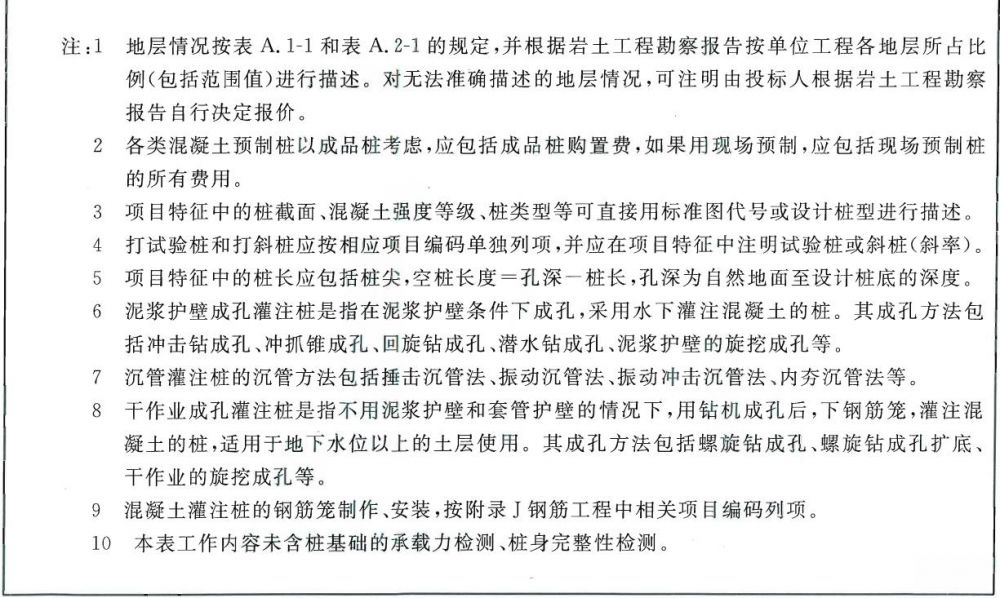 注:1 地层情况按表 A.1-1 和表 A.2-1 的规定,并根据岩土工程勘察报告按单位工程各地层所占比
例(包括范围值)进行描述。对无法准确描述的地层情况,可注明由投标人根据岩土工程勘察
报告自行决定报价。
2 各类混凝土预制桩以成品桩考虑,应包括成品桩购置费,如果用现场预制,应包括现场预制桩
的所有费用。
3 项目特征中的桩截面、混凝土强度等级、桩类型等可直接用标准图代号或设计桩型进行描述。
4 打试验桩和打斜桩应按相应项目编码单独列项,并应在项目特征中注明试验桩或斜桩(斜率)。
5 项目特征中的桩长应包括桩尖,空桩长度=孔深-桩长,孔深为自然地面至设计桩底的深度。
6 泥浆护壁成孔灌注桩是指在泥浆护壁条件下成孔,采用水下灌注混凝土的桩。其成孔方法包
括冲击钻成孔、冲抓锥成孔、回旋钻成孔、潜水钻成孔、泥浆护壁的旋挖成孔等。
7 沉管灌注桩的沉管方法包括捶击沉管法、振动沉管法、振动冲击沉管法、内夯沉管法等。
8 干作业成孔灌注桩是指不用泥浆护壁和套管护壁的情况下,用钻机成孔后,下钢筋笼,灌注混
凝土的桩,适用于地下水位以上的土层使用。其成孔方法包括螺旋钻成孔、螺旋钻成孔扩底、
干作业的旋挖成孔等。
9 混凝土灌注桩的钢筋笼制作、安装,按附录 J 钢筋工程中相关项目编码列项。
10 本表工作内容未含桩基础的承载力检测、桩身完整性检测。